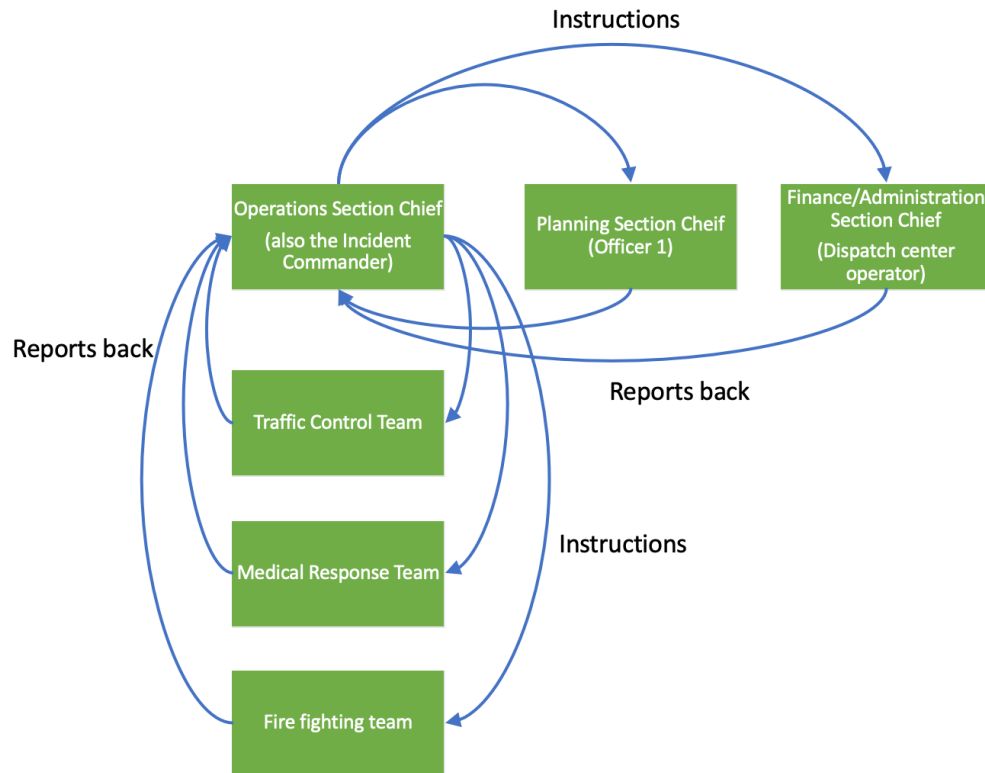 Instructions
Operations Section Chief
(also the Incident
Commander)
Planning Section Cheif
(Officer 1)
Finance/Administration
Section Chief
(Dispatch center
operator)
Reports back
Reports back
Traffic Control Team
Instructions
Medical Response Team
Fire fighting team